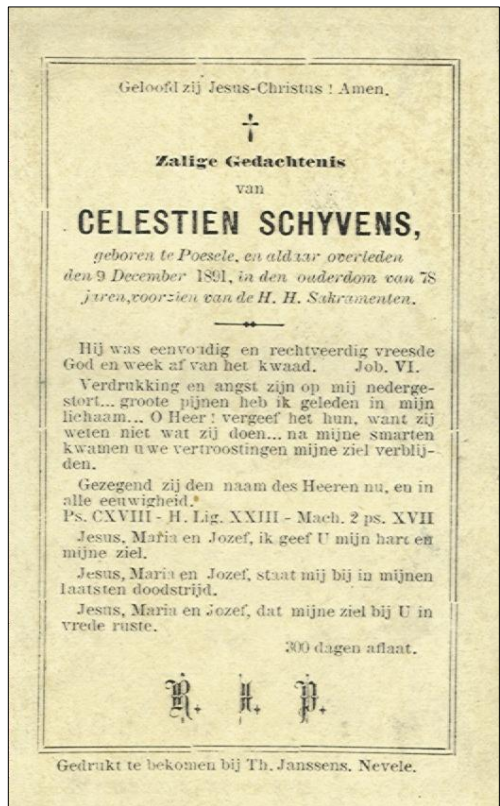 Geloofd zij Jesus-Christus ! Amen.
Zalige Gedachtenis
van
CELESTIEN SCHYVENS,
geboren te Poesele, en aldaar overleden
den 9 December 1891, in den ouderdom van 78
jaren, voorzien van de H. H. Sakramenten.
Hij was eenvoudig en rechtveerdig vreesde
God en week af van het kwaad. Job. VI.
Verdrukking en angst zijn op mij nederge-
stort... groote pijnen heb ik geleden in mijn
lichaam... O Heer ! vergeef het hun, want zij
weten niet wat zij doen... na mijne smarten
kwamen uwe vertroostingen mijne ziel verblij-
den.
Gezegend zij den naam des Heeren nu, en in
alle eeuwigheid.
Ps. CXVIII - H. Lig. XXIII - Mach. 2 ps. XVII
Jesus, Maria en Jozef, ik geef U mijn hart en
mijne ziel.
Jesus, Maria en Jozef, staat mij bij in mijnen
laatsten doodstrijd.
Jesus, Maria en Jozef, dat mijne ziel bij U in
vrede ruste.
300 dagen aflaat.
R. I. P.
Gedrukt te bekomen bij Th. Janssens. Nevele.